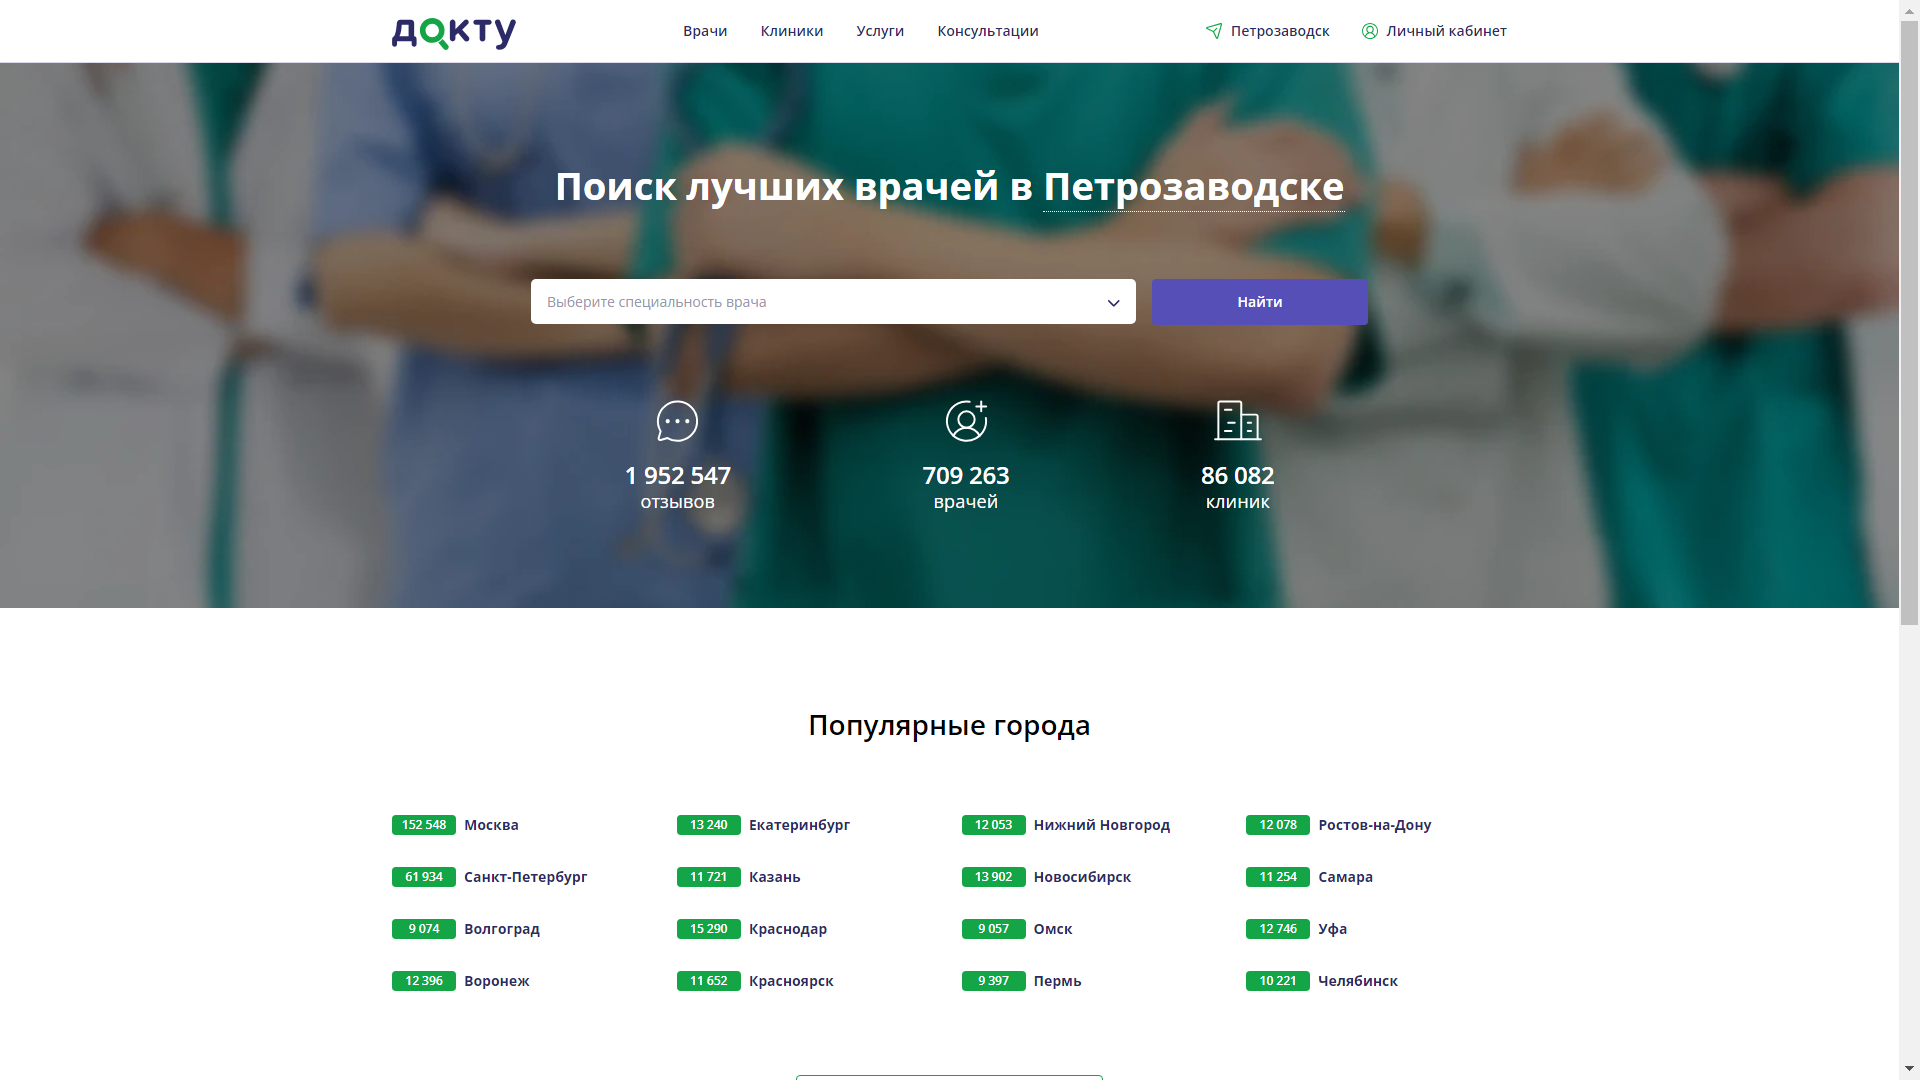 ДОКТУ
Врачи
Клиники
Услуги
Консультации
Петрозаводск
Личный кабинет
Поиск лучших врачей в Петрозаводске
Выберите специальность врача
Найти
1 952 547
отзывов
709 263
врачей
86 082
клиник
Популярные города
152 548 Москва
13 240 Екатеринбург
12 053 Нижний Новгород
12 078 Ростов-на-Дону
61 934 Санкт-Петербург
11 721 Казань
13 902 Новосибирск
11 254 Самара
9 074 Волгоград
15 290 Краснодар
9 057 Омск
12 746 Уфа
12 396 Воронеж
11 652 Красноярск
9 397 Пермь
10 221 Челябинск